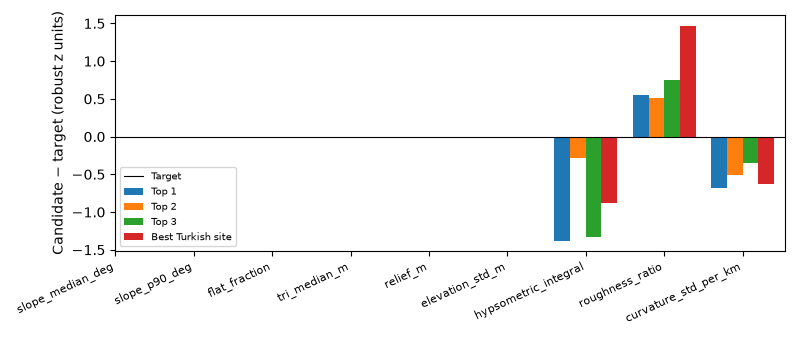 Candidate − target (robust z units)
1.5
1.0
0.5
0.0
−0.5
−1.0
−1.5
Target
Top 1
Top 2
Top 3
Best Turkish site
slope_median_deg
slope_p90_deg
flat_fraction
tri_median_m
relief_m
elevation_std_m
hypsometric_integral
roughness_ratio
curvature_std_per_km